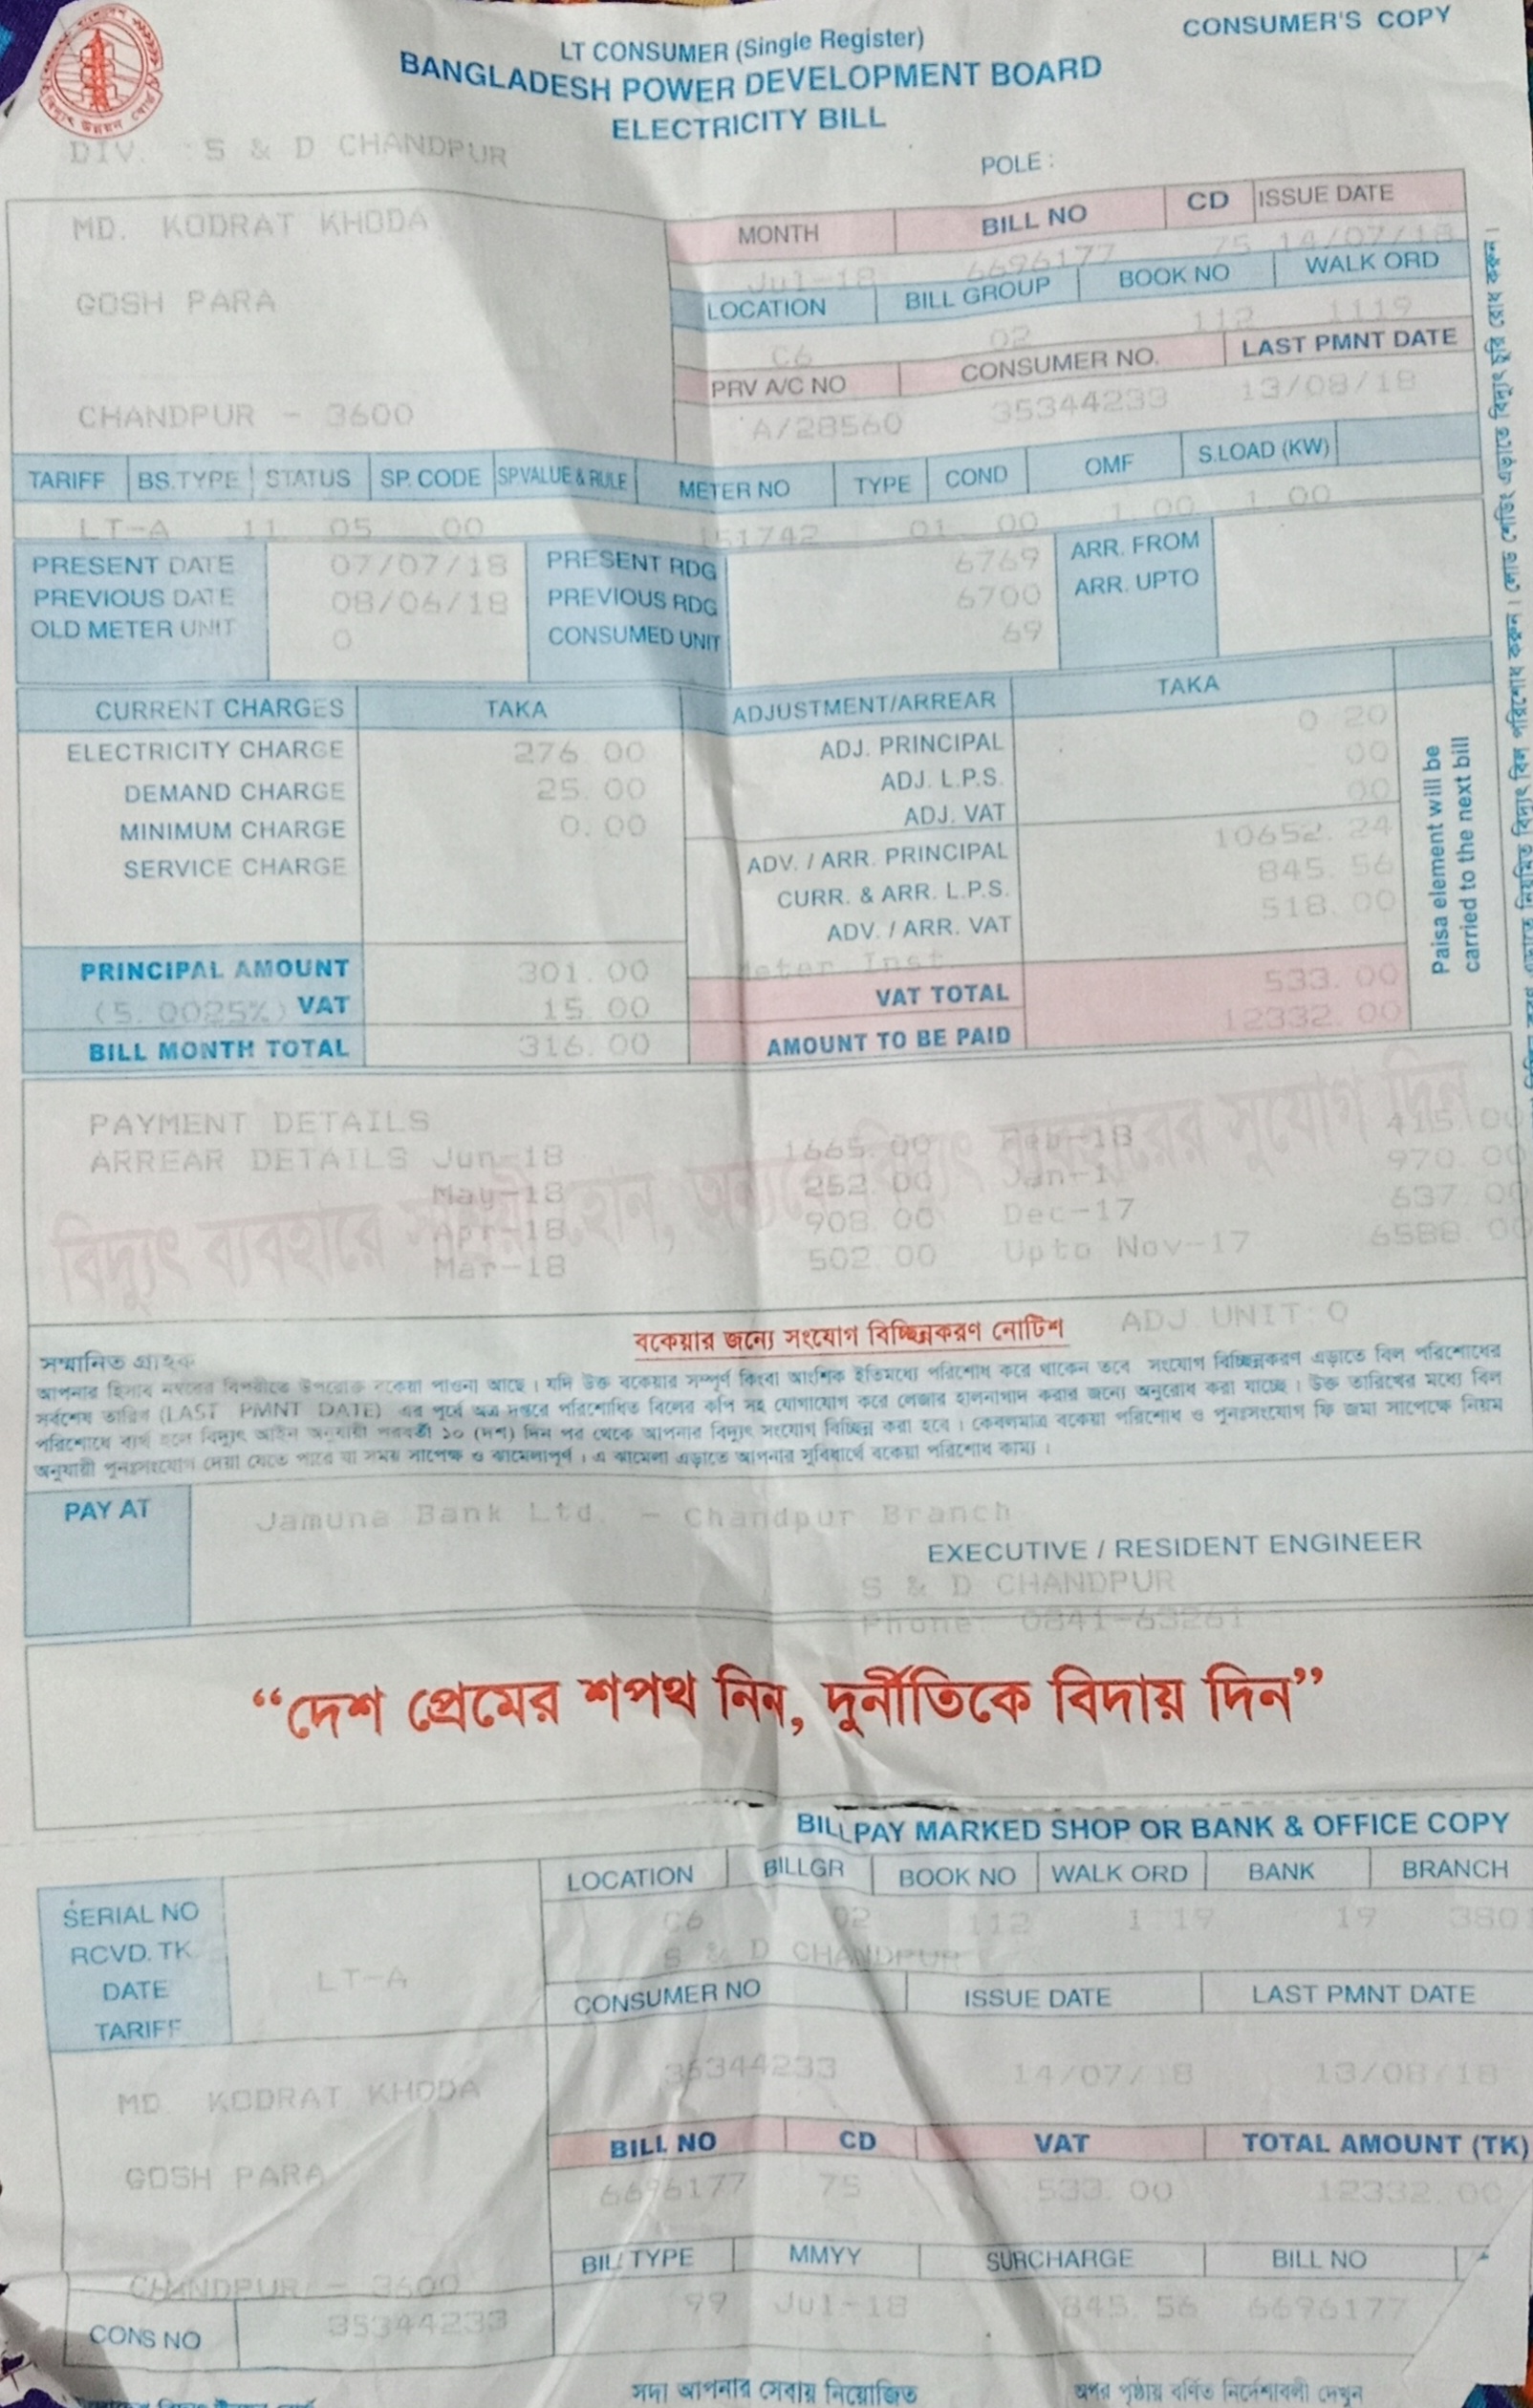 CONSUMER'S COPY
LT CONSUMER (Single Register)
BANGLADESH POWER DEVELOPMENT BOARD
ELECTRICITY BILL
DIV. S & D CHANDPUR
POLE :
MD. KODRAT KHODA
GOSH PARA
CHANDPUR - 3600
MONTH BILL NO CD ISSUE DATE
Jul-18 6696177 75 14/07/18
LOCATION BILL GROUP BOOK NO WALK ORD
C6 02 112 1119
PRV A/C NO CONSUMER NO. LAST PMNT DATE
A/28560 35344233 13/08/18
TARIFF BS.TYPE STATUS SP. CODE SPVALUE & RULE METER NO TYPE COND OMF S.LOAD (KW)
LT-A 11 05 00 151742 01 00 1.00 1.00
PRESENT DATE 07/07/18 PRESENT RDG 6769 ARR. FROM
PREVIOUS DATE 08/06/18 PREVIOUS RDG 6700 ARR. UPTO
OLD METER UNIT 0 CONSUMED UNIT 69
CURRENT CHARGES TAKA ADJUSTMENT/ARREAR TAKA
ELECTRICITY CHARGE 276.00 ADJ. PRINCIPAL 0.20
DEMAND CHARGE 25.00 ADJ. L.P.S. 00
MINIMUM CHARGE 0.00 ADJ. VAT 00
SERVICE CHARGE ADV. / ARR. PRINCIPAL 10652.24
CURR. & ARR. L.P.S. 845.56
ADV. / ARR. VAT 518.00
PRINCIPAL AMOUNT 301.00 Meter Inst
(5.0025%) VAT 15.00 VAT TOTAL 533.00
BILL MONTH TOTAL 316.00 AMOUNT TO BE PAID 12332.00
Paisa element will be
carried to the next bill
PAYMENT DETAILS
ARREAR DETAILS Jun-18 1665.00 Feb-18 415.00
May-18 252.00 Jan-1 970.00
Apr-18 908.00 Dec-17 637.00
Mar-18 502.00 Upto Nov-17 6588.00
বিদ্যুৎ ব্যবহারে সাশ্রয়ী হোন, অন্যকে বিদ্যুৎ ব্যবহারের সুযোগ দিন
ADJ UNIT:0
বকেয়ার জন্যে সংযোগ বিচ্ছিন্নকরণ নোটিশ
সম্মানিত গ্রাহক
আপনার হিসাব নম্বরের বিপরীতে উপরোক্ত বকেয়া পাওনা আছে। যদি উক্ত বকেয়ার সম্পূর্ণ কিংবা আংশিক ইতিমধ্যে পরিশোধ করে থাকেন তবে সংযোগ বিচ্ছিন্নকরণ এড়াতে বিল পরিশোধের
সর্বশেষ তারিখ (LAST PMNT DATE) এর পূর্বে অত্র দপ্তরে পরিশোধিত বিলের কপি সহ যোগাযোগ করে লেজার হালনাগাদ করার জন্যে অনুরোধ করা যাচ্ছে। উক্ত তারিখের মধ্যে বিল
পরিশোধে ব্যর্থ হলে বিদ্যুৎ আইন অনুযায়ী পরবর্তী ১০ (দশ) দিন পর থেকে আপনার বিদ্যুৎ সংযোগ বিচ্ছিন্ন করা হবে। কেবলমাত্র বকেয়া পরিশোধ ও পুনঃসংযোগ ফি জমা সাপেক্ষে নিয়ম
অনুযায়ী পুনঃসংযোগ দেয়া যেতে পারে যা সময় সাপেক্ষ ও ঝামেলাপূর্ণ। এ ঝামেলা এড়াতে আপনার সুবিধার্থে বকেয়া পরিশোধ কাম্য।
PAY AT Jamuna Bank Ltd. - Chandpur Branch
EXECUTIVE / RESIDENT ENGINEER
S & D CHANDPUR
Phone: 0841-63261
“দেশ প্রেমের শপথ নিন, দুর্নীতিকে বিদায় দিন”
BILL PAY MARKED SHOP OR BANK & OFFICE COPY
LOCATION BILLGR BOOK NO WALK ORD BANK BRANCH
C6 02 112 1119 19 380
S & D CHANDPUR
SERIAL NO
RCVD. TK
DATE
TARIFF LT-A
CONSUMER NO ISSUE DATE LAST PMNT DATE
35344233 14/07/18 13/08/18
MD. KODRAT KHODA
GOSH PARA
CHANDPUR - 3600
BILL NO CD VAT TOTAL AMOUNT (TK)
6696177 75 533.00 12332.00
BILL TYPE MMYY SURCHARGE BILL NO
99 Jul-18 845.56 6696177
CONS NO 35344233
সদা আপনার সেবায় নিয়োজিত
অপর পৃষ্ঠায় বর্ণিত নির্দেশাবলী দেখুন